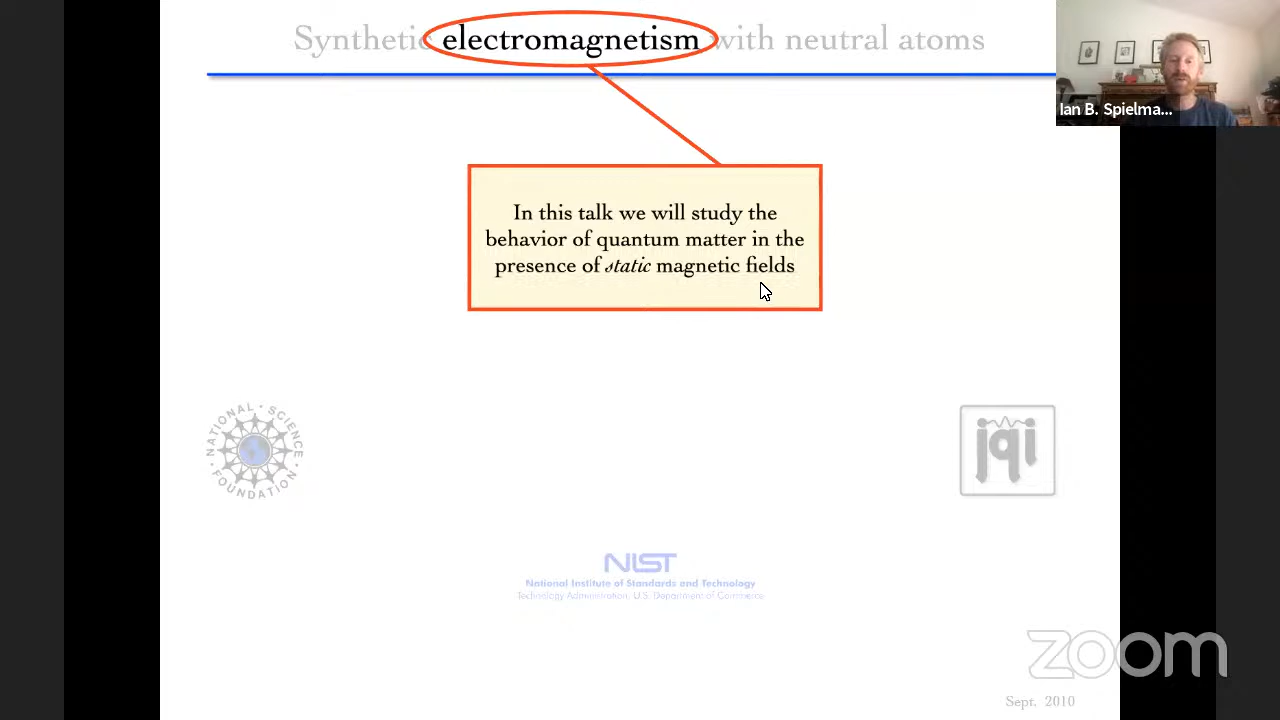 Synthetic electromagnetism with neutral atoms
Ian B. Spielma...
In this talk we will study the
behavior of quantum matter in the
presence of static magnetic fields
NATIONAL • SCIENCE • FOUNDATION
jqi
NIST
National Institute of Standards and Technology
Technology Administration, U.S. Department of Commerce
zoom
Sept. 2010